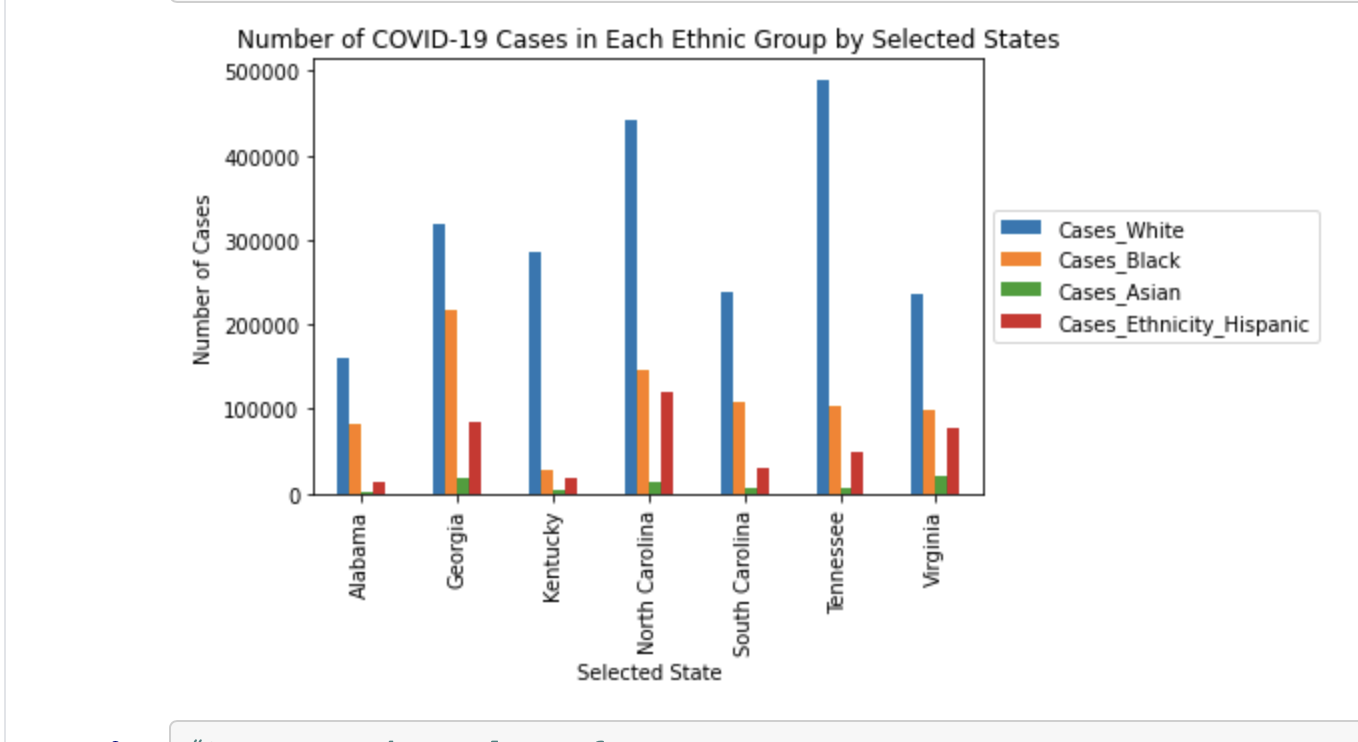 Number of COVID-19 Cases in Each Ethnic Group by Selected States
500000
400000
300000
200000
100000
0
Number of Cases
Cases_White
Cases_Black
Cases_Asian
Cases_Ethnicity_Hispanic
Alabama
Georgia
Kentucky
North Carolina
South Carolina
Tennessee
Virginia
Selected State